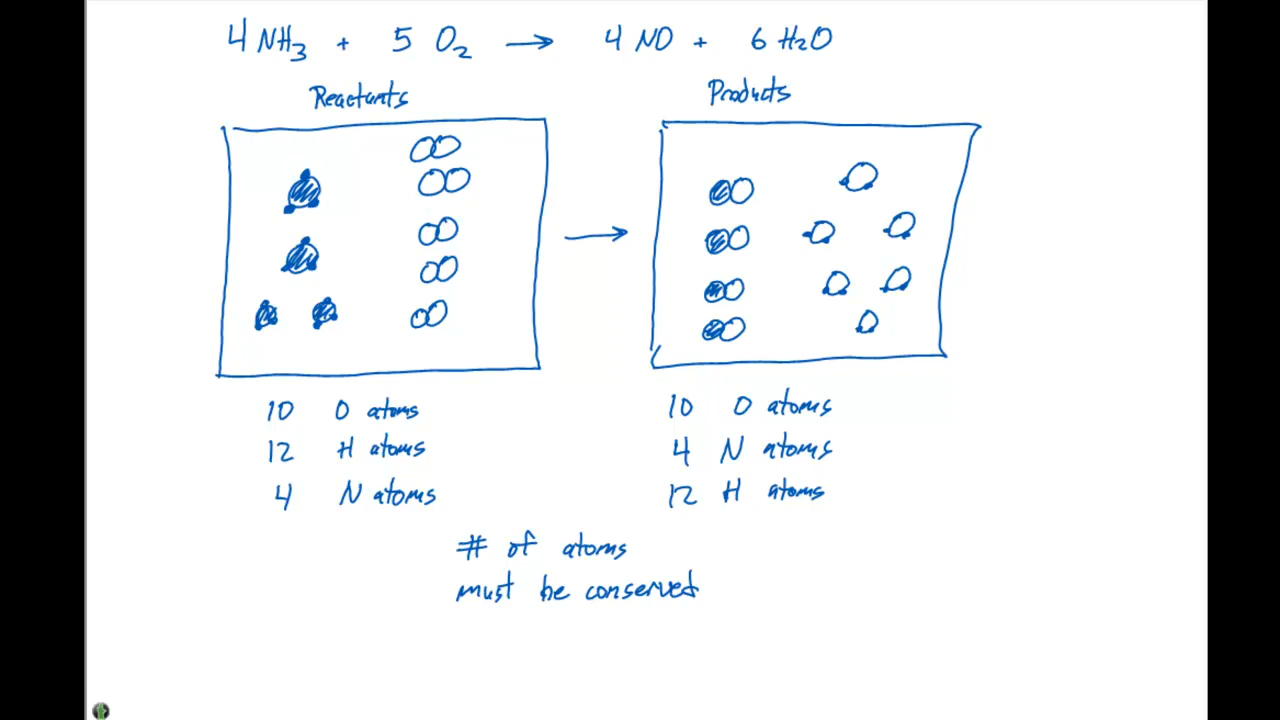 4 NH3 + 5 O2 → 4 NO + 6 H2O
Reactants
Products
10 O atoms
12 H atoms
4 N atoms
10 O atoms
4 N atoms
12 H atoms
# of atoms
must be conserved